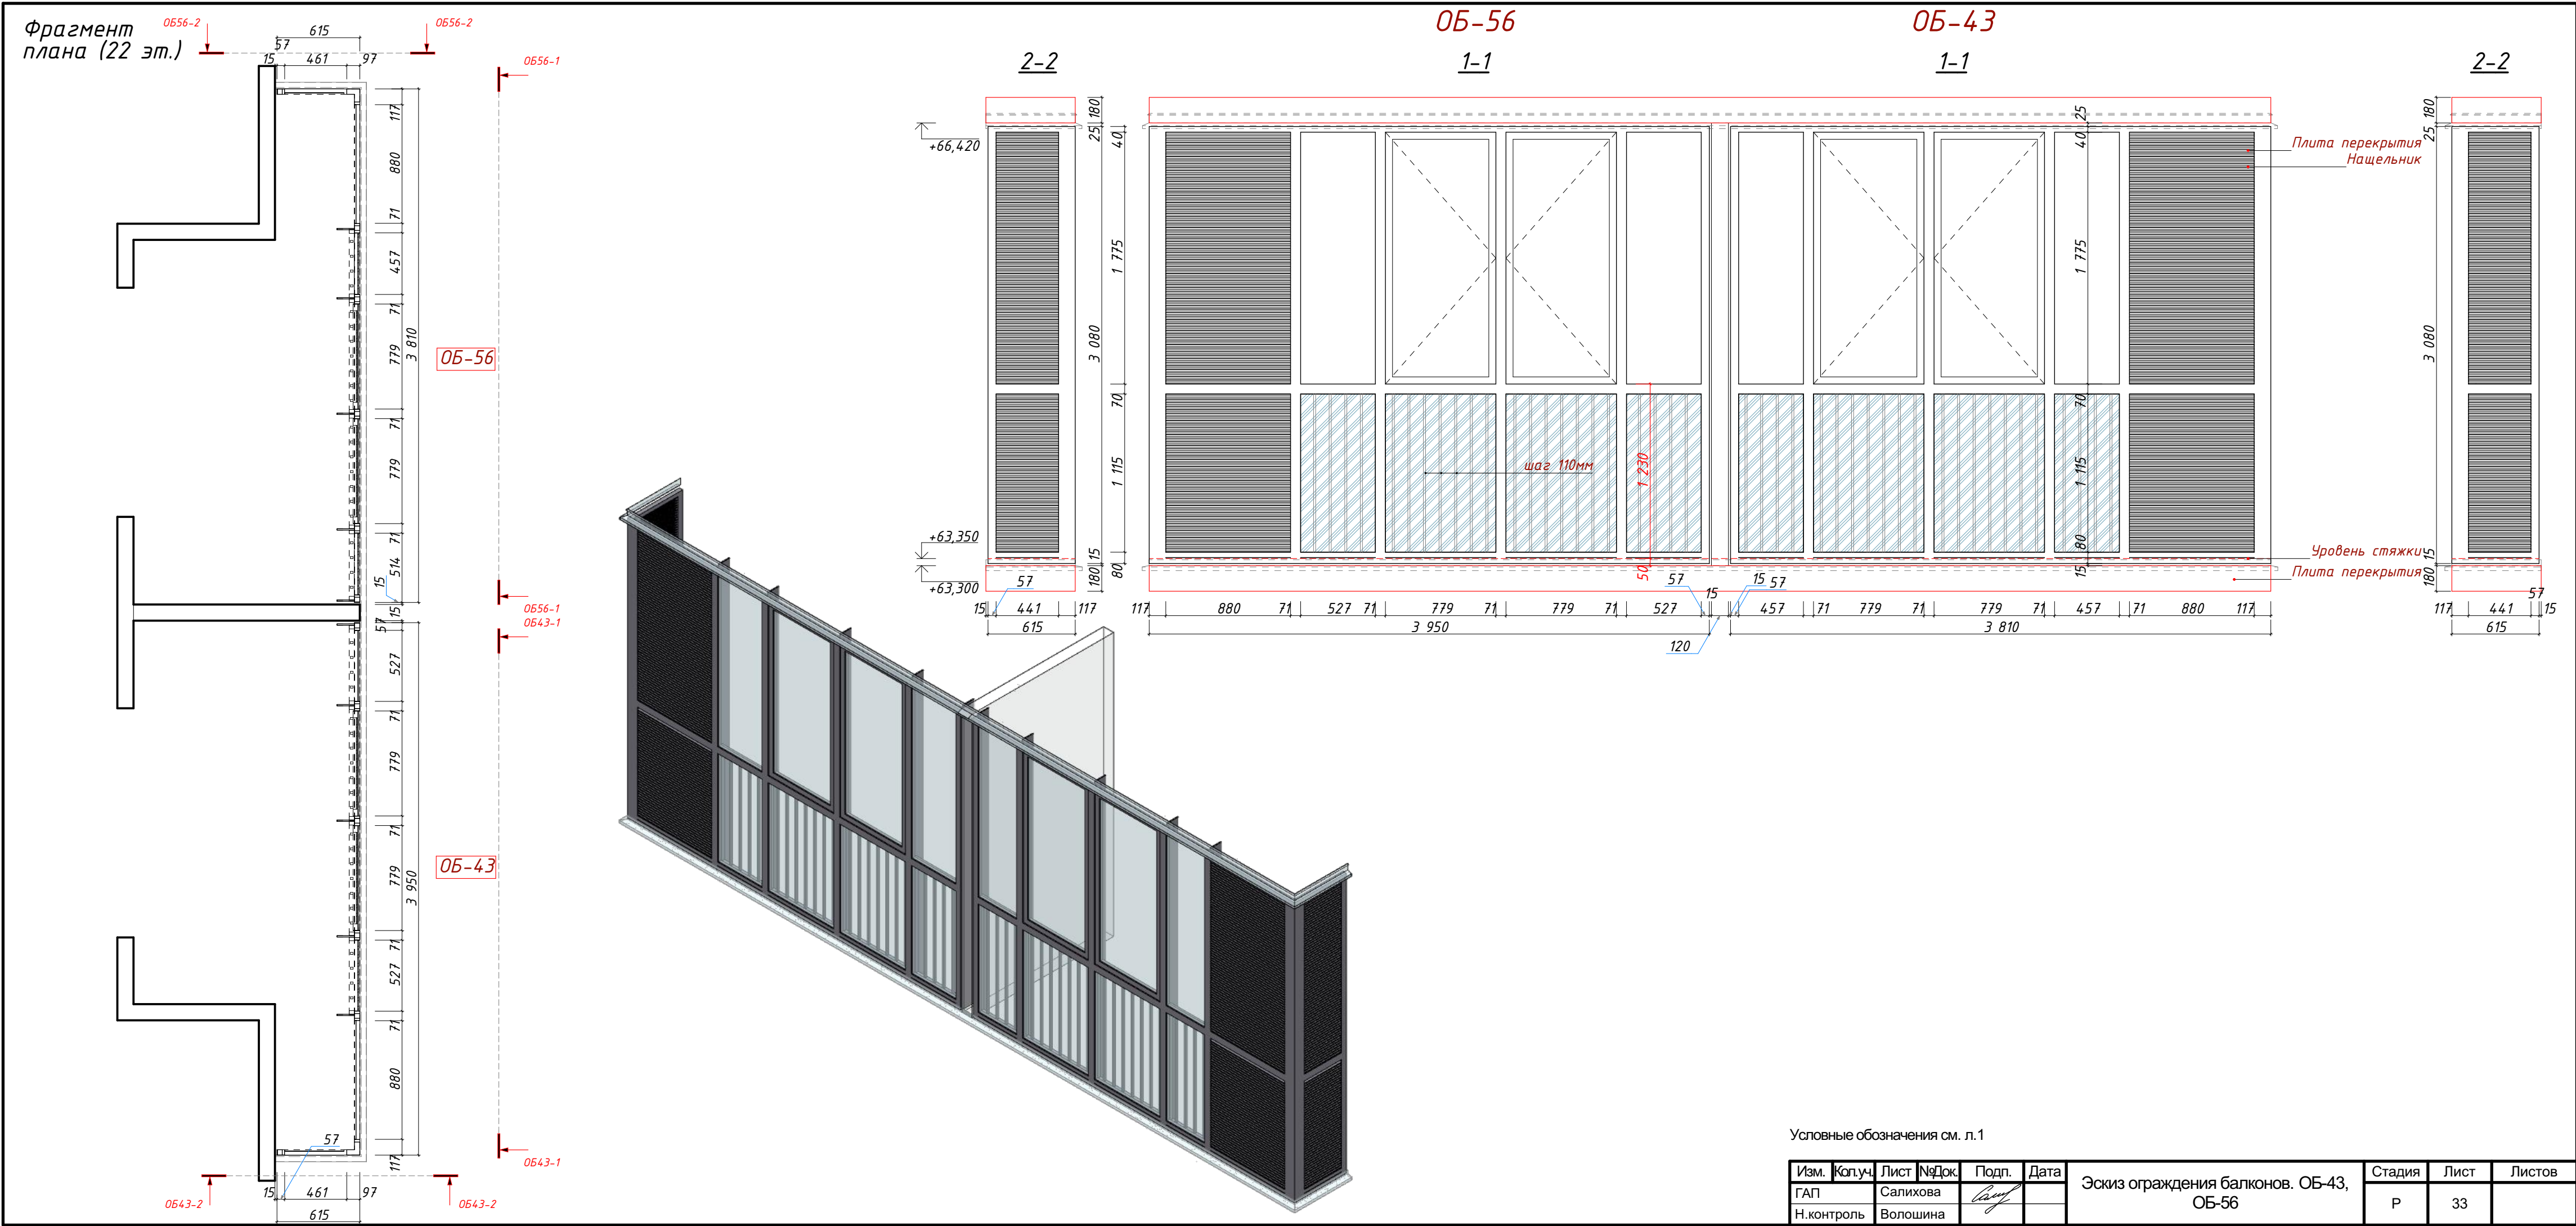 Фрагмент
плана (22 эт.)
ОБ56-2
ОБ56-2
615
57
15 461 97
ОБ56-1
117
880
71
457
71
779
3 810
71
779
71
514
15
ОБ-56
ОБ56-1
ОБ43-1
15
57
527
71
779
71
779
3 950
71
527
71
880
117
ОБ-43
57
ОБ43-1
15 461 97
615
ОБ43-2
ОБ43-2
ОБ-56
ОБ-43
2-2
1-1
1-1
2-2
+66,420
+63,350
+63,300
180
25
3 080
15
180
40
1 775
70
1 115
80
57
15 441 117
615
шаг 110мм
1 230
50
117 880 71 527 71 779 71 779 71 527
57
15
3 950
120
15 57
457 71 779 71 779 71 457 71 880 117
3 810
25
40
1 775
70
1 115
80
15
Плита перекрытия
Нащельник
Уровень стяжки
Плита перекрытия
180
25
3 080
15
180
57
117 441 15
615
Условные обозначения см. л.1
Изм. Кол.уч. Лист №Док. Подп. Дата
ГАП Салихова
Н.контроль Волошина
Эскиз ограждения балконов. ОБ-43,
ОБ-56
Стадия Лист Листов
Р 33